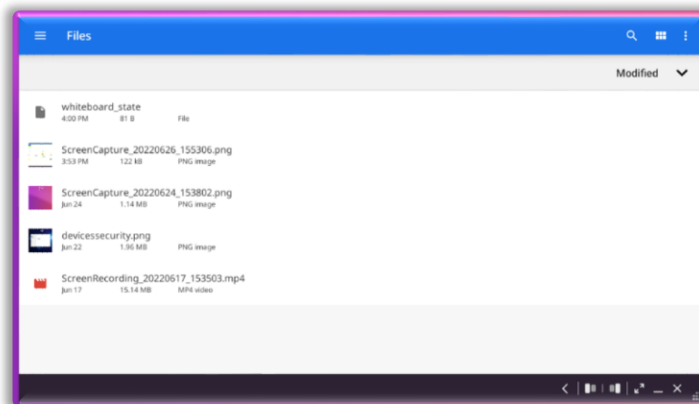 Files
Modified
whiteboard_state
4:00 PM 81 B File
ScreenCapture_20220626_155306.png
3:53 PM 122 kB PNG image
ScreenCapture_20220624_153802.png
Jun 24 1.14 MB PNG image
devicessecurity.png
Jun 22 1.96 MB PNG image
ScreenRecording_20220617_153503.mp4
Jun 17 15.14 MB MP4 video